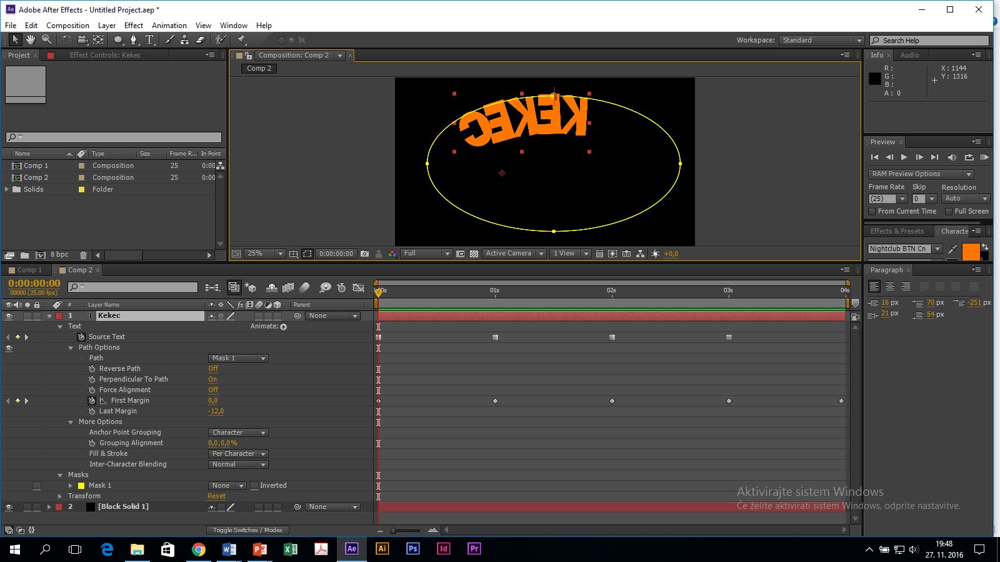 Adobe After Effects - Untitled Project.aep *
File Edit Composition Layer Effect Animation View Window Help
Workspace: Standard Search Help
Project Effect Controls: Kekec Composition: Comp 2 Info Audio
Comp 2
R : X : 1144
G : Y : 1316
B :
A : 0
KEKEC
Name Type Size Frame R... In Point
Comp 1 Composition 25 0:00
Comp 2 Composition 25 0:00
Solids Folder
8 bpc
Preview
RAM Preview Options
Frame Rate Skip Resolution
(25) 0 Auto
From Current Time Full Screen
Effects & Presets Characte
Nightclub BTN Cn
25% 0:00:00:00 Full Active Camera 1 View +0,0
Comp 1 Comp 2
0:00:00:00
00000 (25.00 fps)
01s 02s 03s 04s
# Layer Name Parent
1 T Kekec None
Text Animate:
Source Text
Path Options
Path Mask 1
Reverse Path Off
Perpendicular To Path On
Force Alignment Off
First Margin 0,0
Last Margin -12,0
More Options
Anchor Point Grouping Character
Grouping Alignment 0,0,0,0%
Fill & Stroke Per Character
Inter-Character Blending Normal
Masks
Mask 1 None Inverted
Transform Reset
2 [Black Solid 1] None
Toggle Switches / Modes
Paragraph
16 px 70 px -251 px
21 px 54 px
Aktivirajte sistem Windows
Če želite aktivirati sistem Windows, odprite nastavitve.
Ae Ai Ps Id Pr
19:48
27. 11. 2016